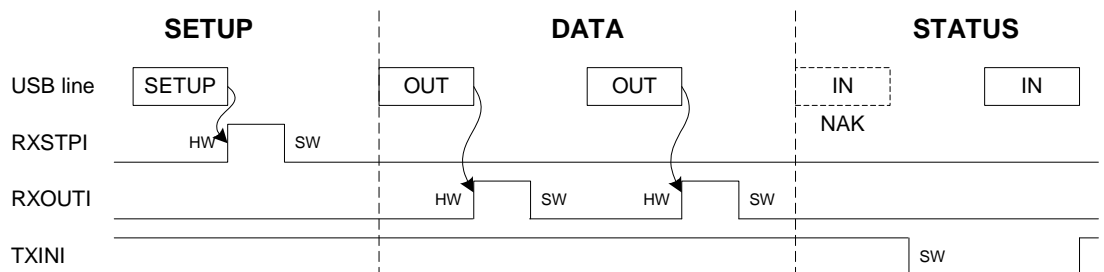 SETUP DATA STATUS
USB line SETUP OUT OUT IN IN
NAK
RXSTPI HW SW
RXOUTI HW SW HW SW
TXINI SW